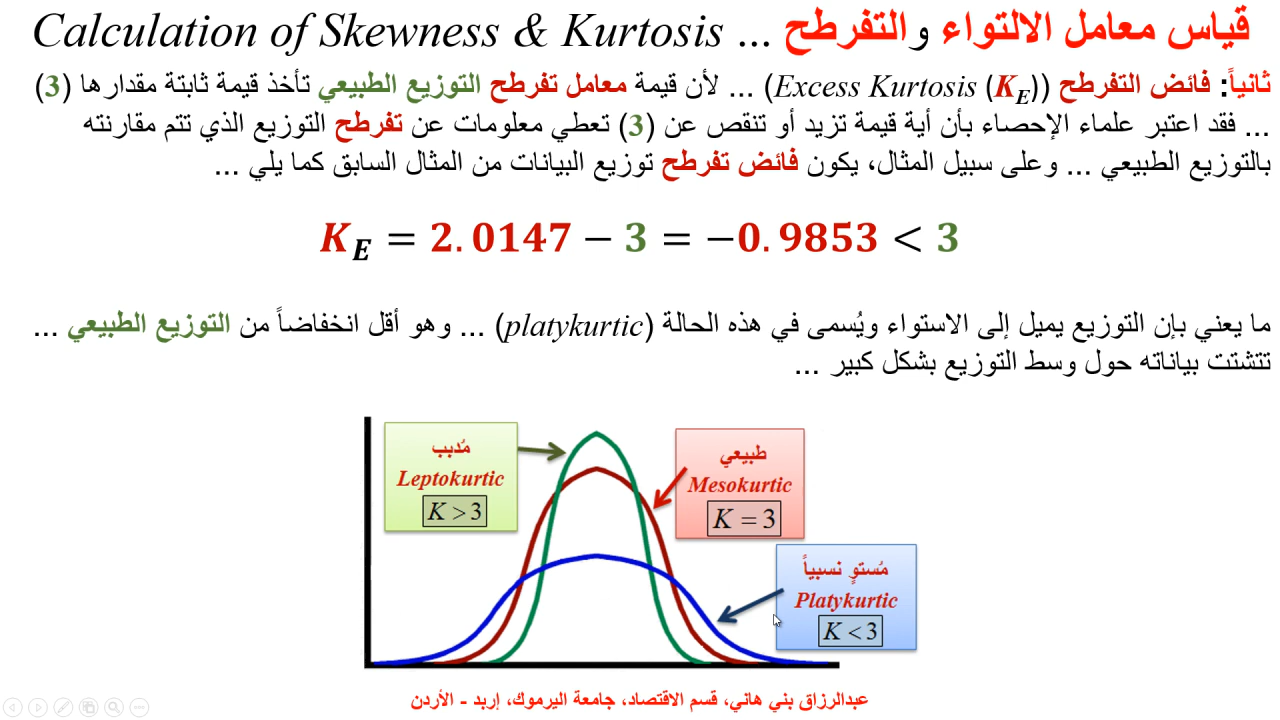 قياس معامل الالتواء والتفرطح ... Calculation of Skewness & Kurtosis
ثانياً: فائض التفرطح (Excess Kurtosis (K_E)) ... لأن قيمة معامل تفرطح التوزيع الطبيعي تأخذ قيمة ثابتة مقدارها (3)
... فقد اعتبر علماء الإحصاء بأن أية قيمة تزيد أو تنقص عن (3) تعطي معلومات عن تفرطح التوزيع الذي تتم مقارنته
بالتوزيع الطبيعي ... وعلى سبيل المثال، يكون فائض تفرطح توزيع البيانات من المثال السابق كما يلي ...
K_E = 2.0147 − 3 = −0.9853 < 3
ما يعني بإن التوزيع يميل إلى الاستواء ويُسمى في هذه الحالة (platykurtic) ... وهو أقل انخفاضاً من التوزيع الطبيعي ...
تتشتت بياناته حول وسط التوزيع بشكل كبير ...
مُدبب
Leptokurtic
K > 3
طبيعي
Mesokurtic
K = 3
مُستوٍ نسبياً
Platykurtic
K < 3
عبدالرزاق بني هاني، قسم الاقتصاد، جامعة اليرموك، إربد - الأردن